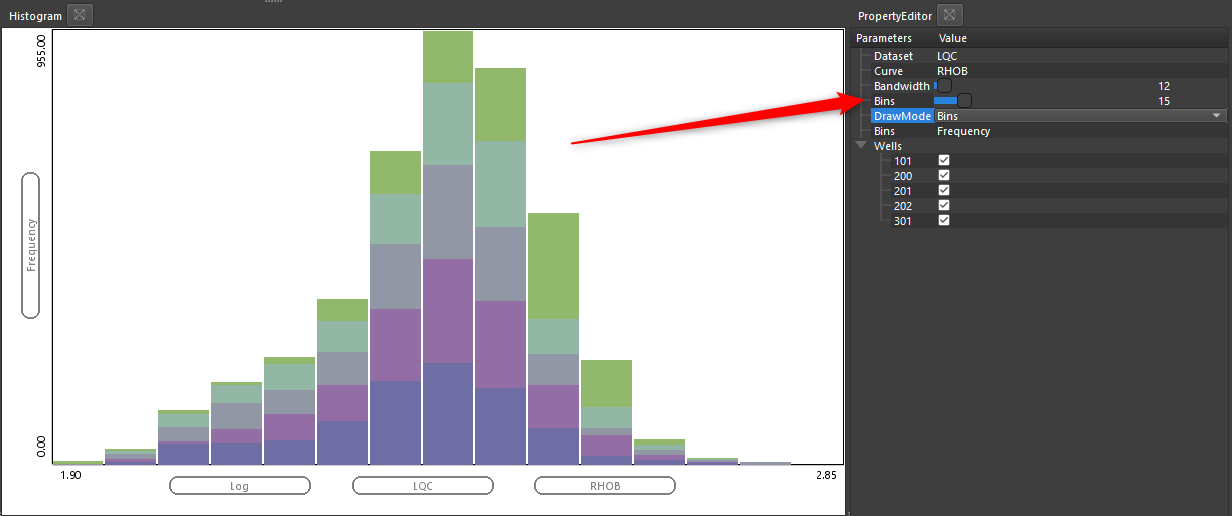 Histogram
955.00
Frequency
0.00
1.90
2.85
Log
LQC
RHOB
PropertyEditor
Parameters Value
Dataset LQC
Curve RHOB
Bandwidth 12
Bins 15
DrawMode Bins
Bins Frequency
Wells
101
200
201
202
301